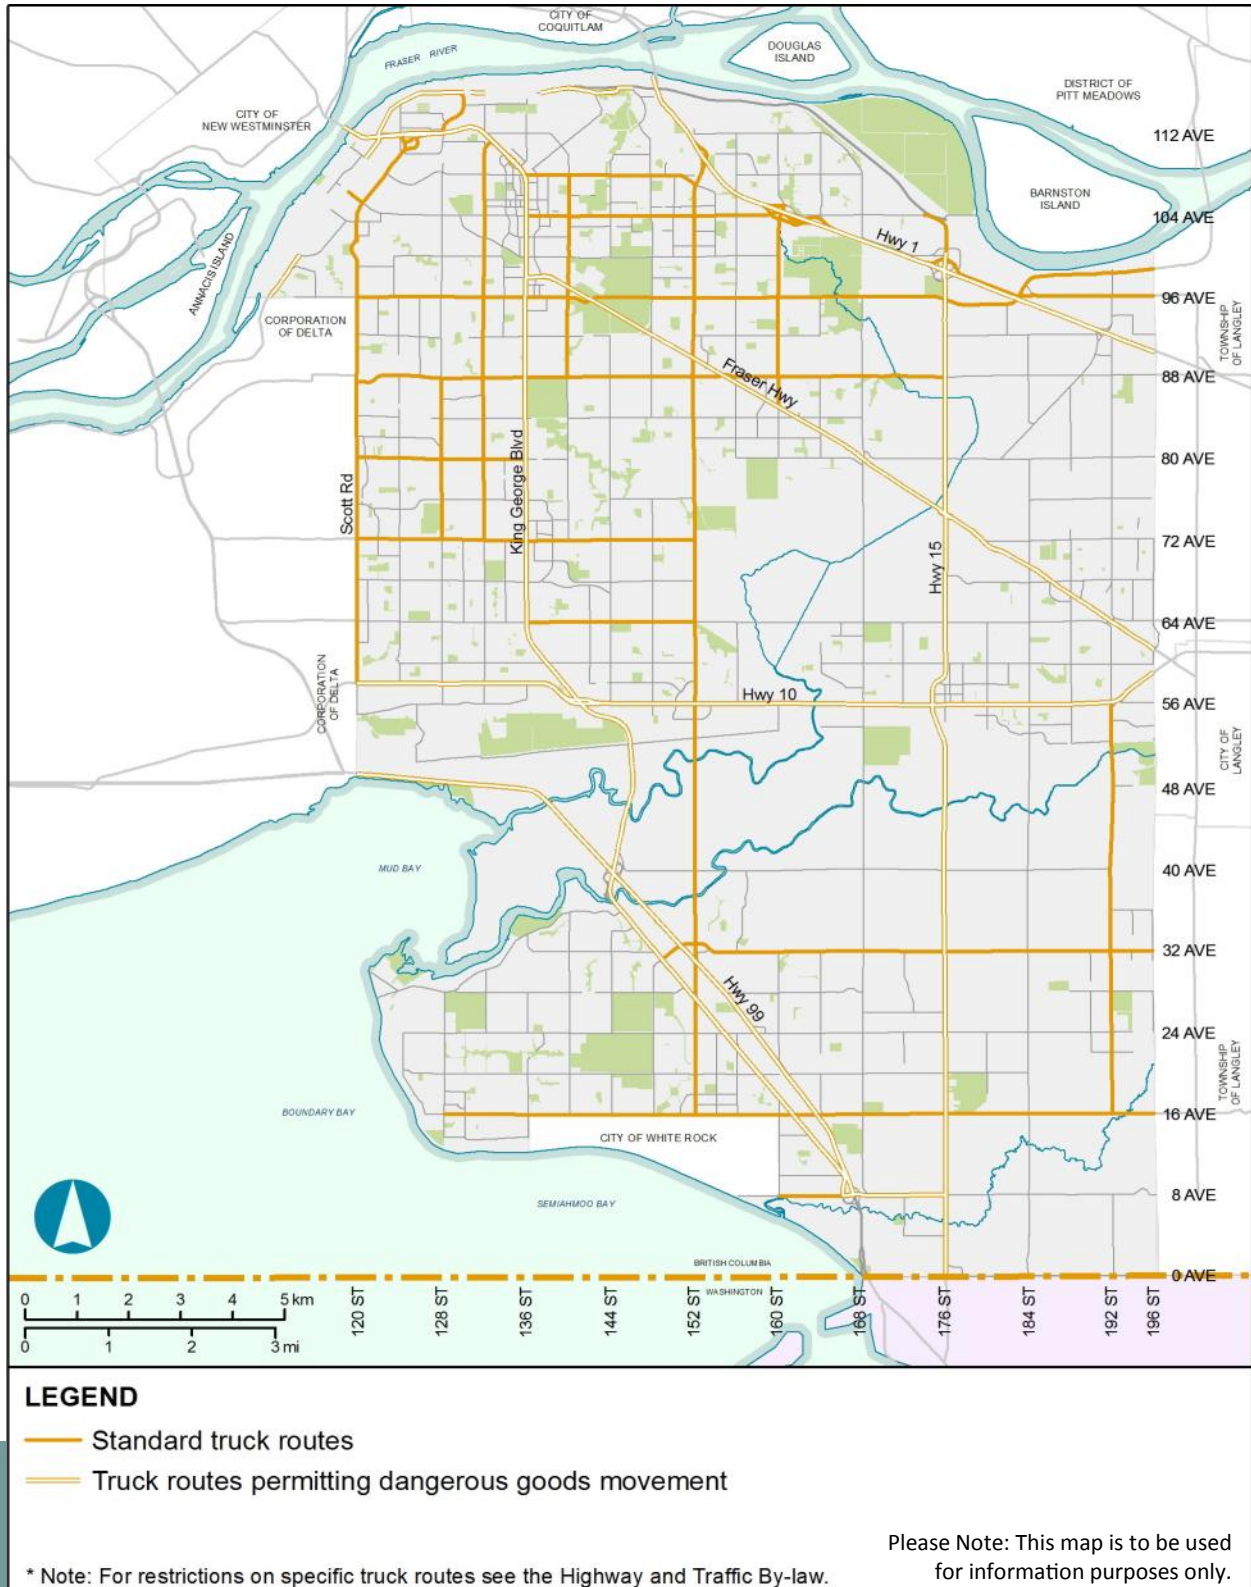 CITY OF
COQUITLAM
DOUGLAS
ISLAND
FRASER RIVER
DISTRICT OF
PITT MEADOWS
CITY OF
NEW WESTMINSTER
112 AVE
BARNSTON
ISLAND
104 AVE
Hwy 1
ANNACIS ISLAND
96 AVE
CORPORATION
OF DELTA
TOWNSHIP
OF LANGLEY
88 AVE
Fraser Hwy
80 AVE
Scott Rd
King George Blvd
72 AVE
Hwy 15
64 AVE
CORPORATION
OF DELTA
Hwy 10
56 AVE
CITY OF
LANGLEY
48 AVE
MUD BAY
40 AVE
32 AVE
Hwy 99
24 AVE
TOWNSHIP
OF LANGLEY
BOUNDARY BAY
16 AVE
CITY OF WHITE ROCK
8 AVE
SEMIAHMOO BAY
BRITISH COLUMBIA
0 AVE
WASHINGTON
0 1 2 3 4 5 km
0 1 2 3 mi
120 ST
128 ST
136 ST
144 ST
152 ST
160 ST
168 ST
176 ST
184 ST
192 ST
196 ST
LEGEND
Standard truck routes
Truck routes permitting dangerous goods movement
Please Note: This map is to be used
for information purposes only.
* Note: For restrictions on specific truck routes see the Highway and Traffic By-law.